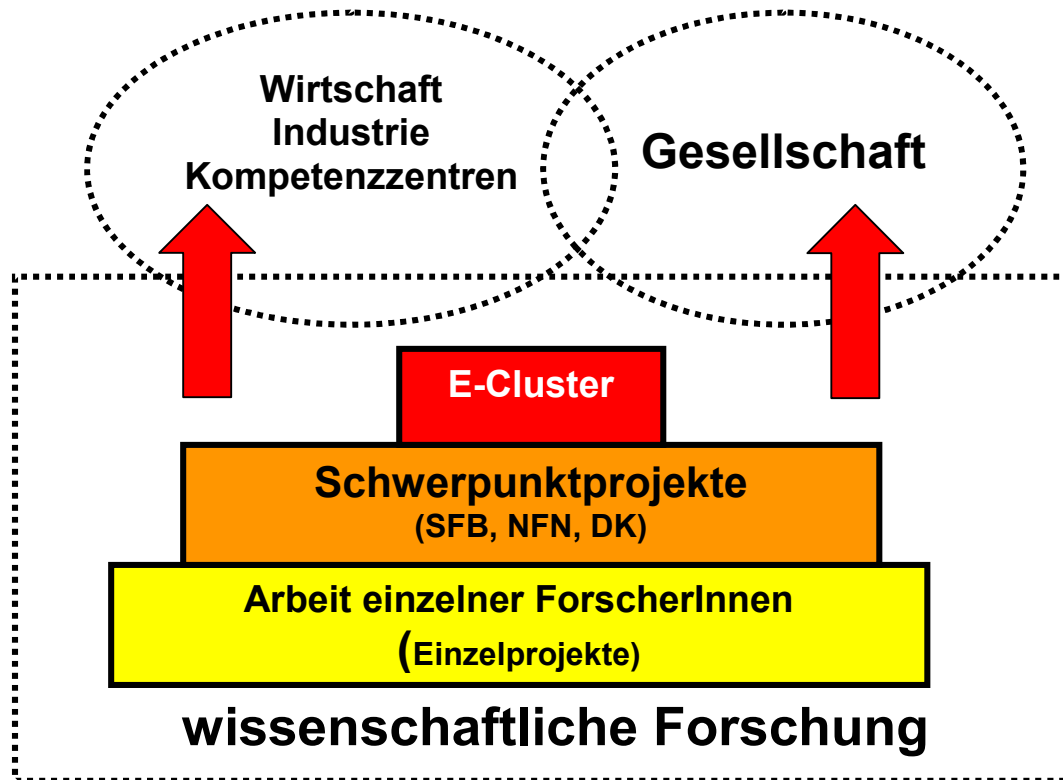 Wirtschaft
Industrie
Kompetenzzentren
Gesellschaft
E-Cluster
Schwerpunktprojekte
(SFB, NFN, DK)
Arbeit einzelner ForscherInnen
(Einzelprojekte)
wissenschaftliche Forschung